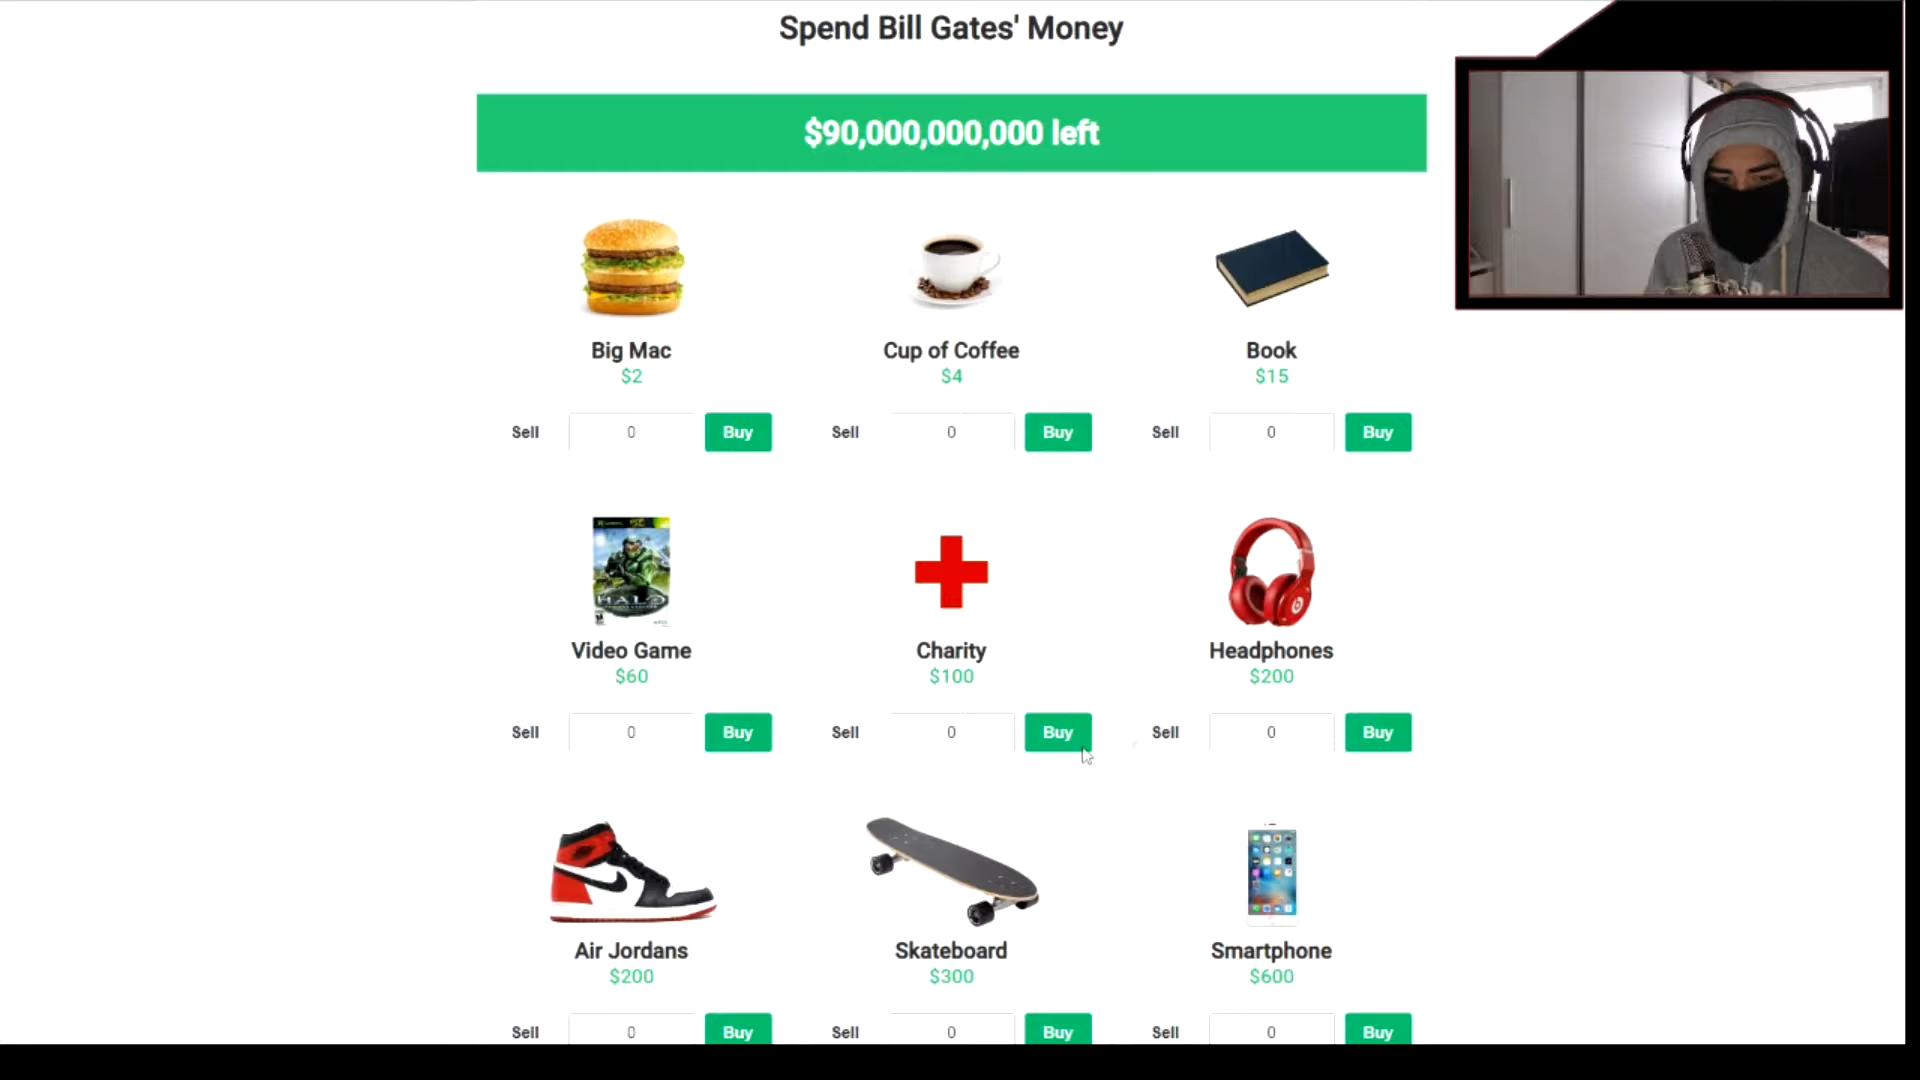 Spend Bill Gates' Money
$90,000,000,000 left
Big Mac
$2
Sell 0 Buy
Cup of Coffee
$4
Sell 0 Buy
Book
$15
Sell 0 Buy
HALO
Video Game
$60
Sell 0 Buy
Charity
$100
Sell 0 Buy
Headphones
$200
Sell 0 Buy
Air Jordans
$200
Sell 0 Buy
Skateboard
$300
Sell 0 Buy
Smartphone
$600
Sell 0 Buy